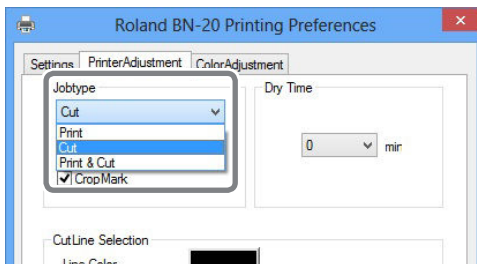 Roland BN-20 Printing Preferences
Settings PrinterAdjustment ColorAdjustment
Jobtype
Dry Time
Cut
Print
Cut
Print & Cut
CropMark
0 min
CutLine Selection
Line Color